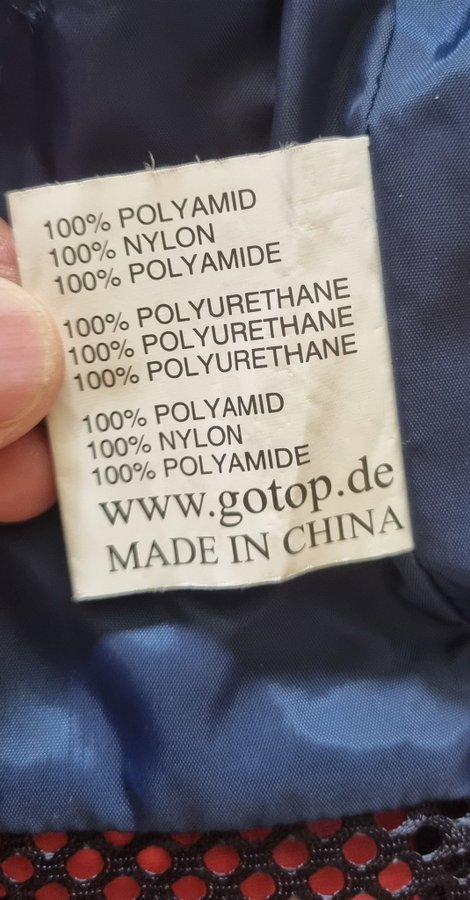 100% POLYAMID
100% NYLON
100% POLYAMIDE
100% POLYURETHANE
100% POLYURETHANE
100% POLYURETHANE
100% POLYAMID
100% NYLON
100% POLYAMIDE
www.gotop.de
MADE IN CHINA